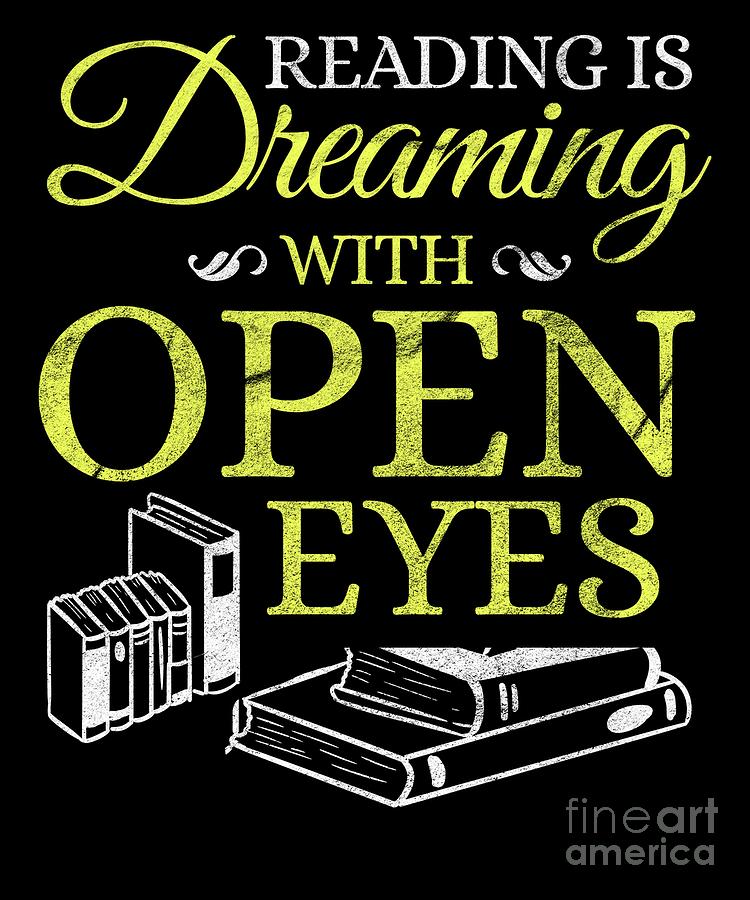 READING IS
Dreaming
WITH
OPEN
EYES
fineart
america